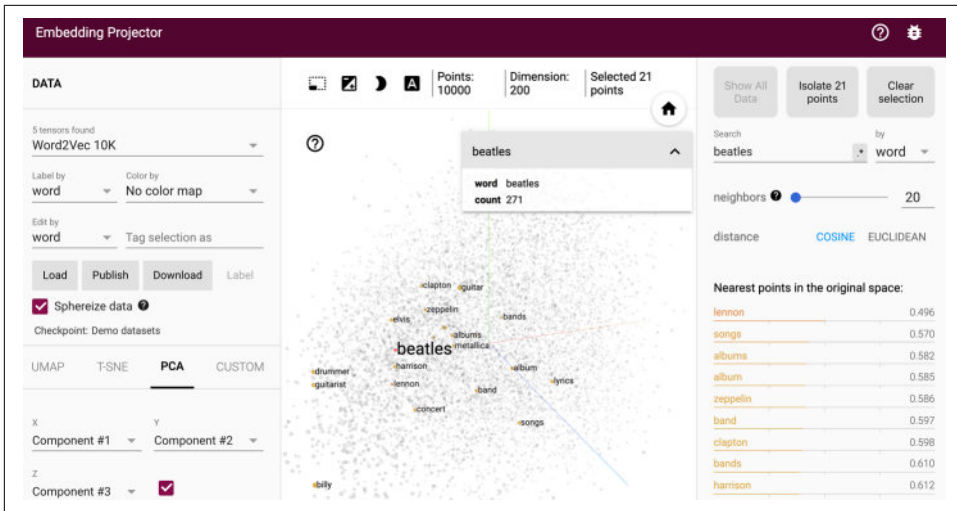 Embedding Projector
DATA
5 tensors found
Word2Vec 10K
Label by
Color by
word
No color map
Edit by
word
Tag selection as
Load
Publish
Download
Label
Sphereize data
Checkpoint: Demo datasets
UMAP
T-SNE
PCA
CUSTOM
X
Y
Component #1
Component #2
Z
Component #3
A
Points: 10000
Dimension: 200
Selected 21 points
beatles
word beatles
count 271
clapton
guitar
zeppelin
elvis
bands
albums
beatles
metallica
harrison
album
drummer
guitarist
lennon
lyrics
band
concert
songs
billy
Show All Data
Isolate 21 points
Clear selection
Search
by
beatles
.*
word
neighbors
20
distance
COSINE
EUCLIDEAN
Nearest points in the original space:
lennon 0.496
songs 0.570
albums 0.582
album 0.585
zeppelin 0.586
band 0.597
clapton 0.598
bands 0.610
harrison 0.612